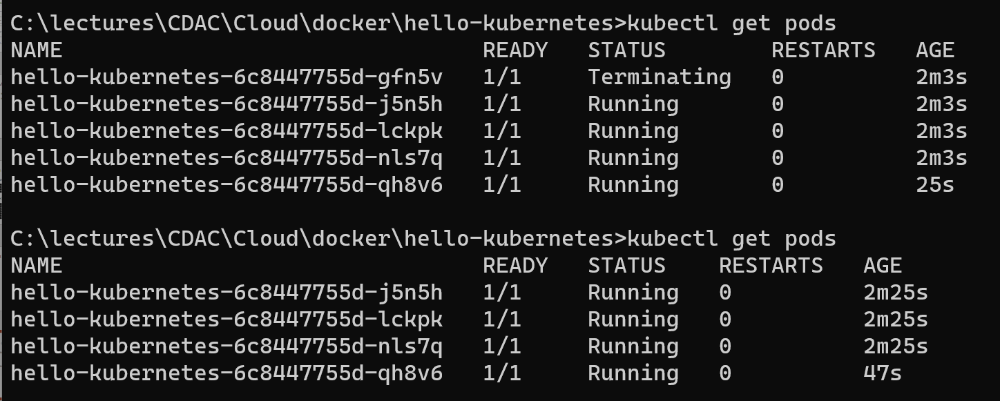 C:\lectures\CDAC\Cloud\docker\hello-kubernetes>kubectl get pods
NAME READY STATUS RESTARTS AGE
hello-kubernetes-6c8447755d-gfn5v 1/1 Terminating 0 2m3s
hello-kubernetes-6c8447755d-j5n5h 1/1 Running 0 2m3s
hello-kubernetes-6c8447755d-lckpk 1/1 Running 0 2m3s
hello-kubernetes-6c8447755d-nls7q 1/1 Running 0 2m3s
hello-kubernetes-6c8447755d-qh8v6 1/1 Running 0 25s
C:\lectures\CDAC\Cloud\docker\hello-kubernetes>kubectl get pods
NAME READY STATUS RESTARTS AGE
hello-kubernetes-6c8447755d-j5n5h 1/1 Running 0 2m25s
hello-kubernetes-6c8447755d-lckpk 1/1 Running 0 2m25s
hello-kubernetes-6c8447755d-nls7q 1/1 Running 0 2m25s
hello-kubernetes-6c8447755d-qh8v6 1/1 Running 0 47s